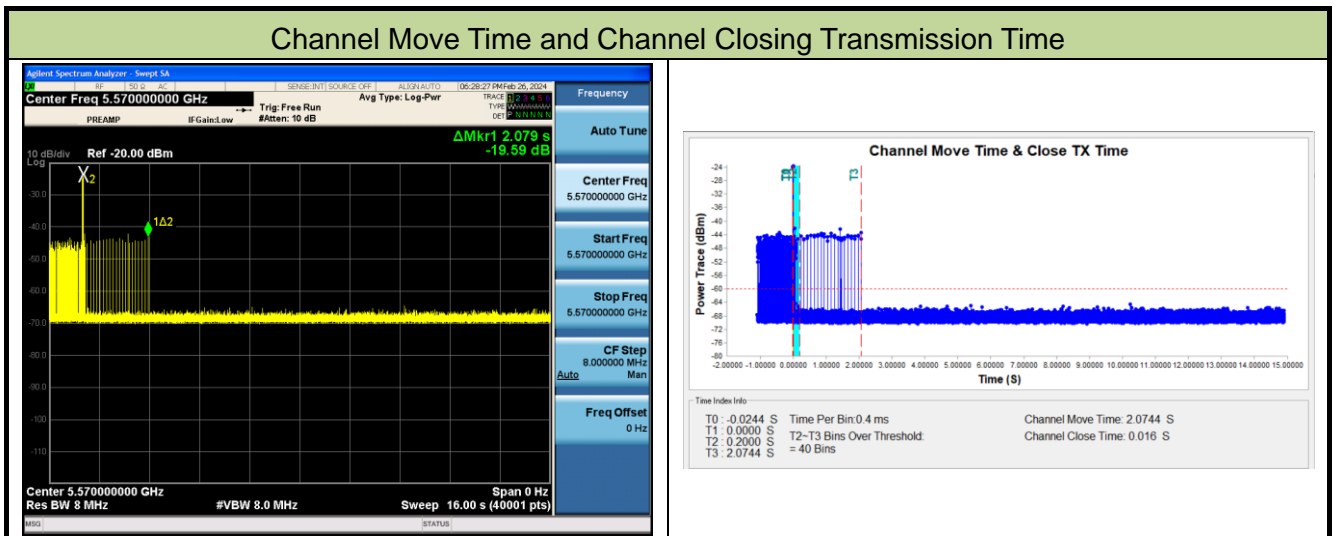 Channel Move Time and Channel Closing Transmission Time
Agilent Spectrum Analyzer - Swept SA
RF 50 Ω AC SENSE:INT SOURCE OFF ALIGN AUTO 06:28:27 PM Feb 26, 2024
Center Freq 5.570000000 GHz
Avg Type: Log-Pwr
TRACE 1 2 3 4 5 6
Trig: Free Run
TYPE
PREAMP IFGain:Low #Atten: 10 dB
DET P N N N N N
ΔMkr1 2.079 s
-19.59 dB
10 dB/div Ref -20.00 dBm
Log
X2
-30.0
-40.0
1Δ2
-50.0
-60.0
-70.0
-80.0
-90.0
-100
-110
Center 5.570000000 GHz Span 0 Hz
Res BW 8 MHz #VBW 8.0 MHz Sweep 16.00 s (40001 pts)
MSG STATUS
Frequency
Auto Tune
Center Freq
5.570000000 GHz
Start Freq
5.570000000 GHz
Stop Freq
5.570000000 GHz
CF Step
8.000000 MHz
Auto Man
Freq Offset
0 Hz
Channel Move Time & Close TX Time
T3
Power Trace (dBm)
-24
-28
-32
-36
-40
-44
-48
-52
-56
-60
-64
-68
-72
-76
-80
-2.00000 -1.00000 0.00000 1.00000 2.00000 3.00000 4.00000 5.00000 6.00000 7.00000 8.00000 9.00000 10.00000 11.00000 12.00000 13.00000 14.00000 15.00000
Time (S)
Time Index Info
T0 : -0.0244 S Time Per Bin:0.4 ms Channel Move Time: 2.0744 S
T1 : 0.0000 S
T2 : 0.2000 S T2~T3 Bins Over Threshold: Channel Close Time: 0.016 S
T3 : 2.0744 S = 40 Bins